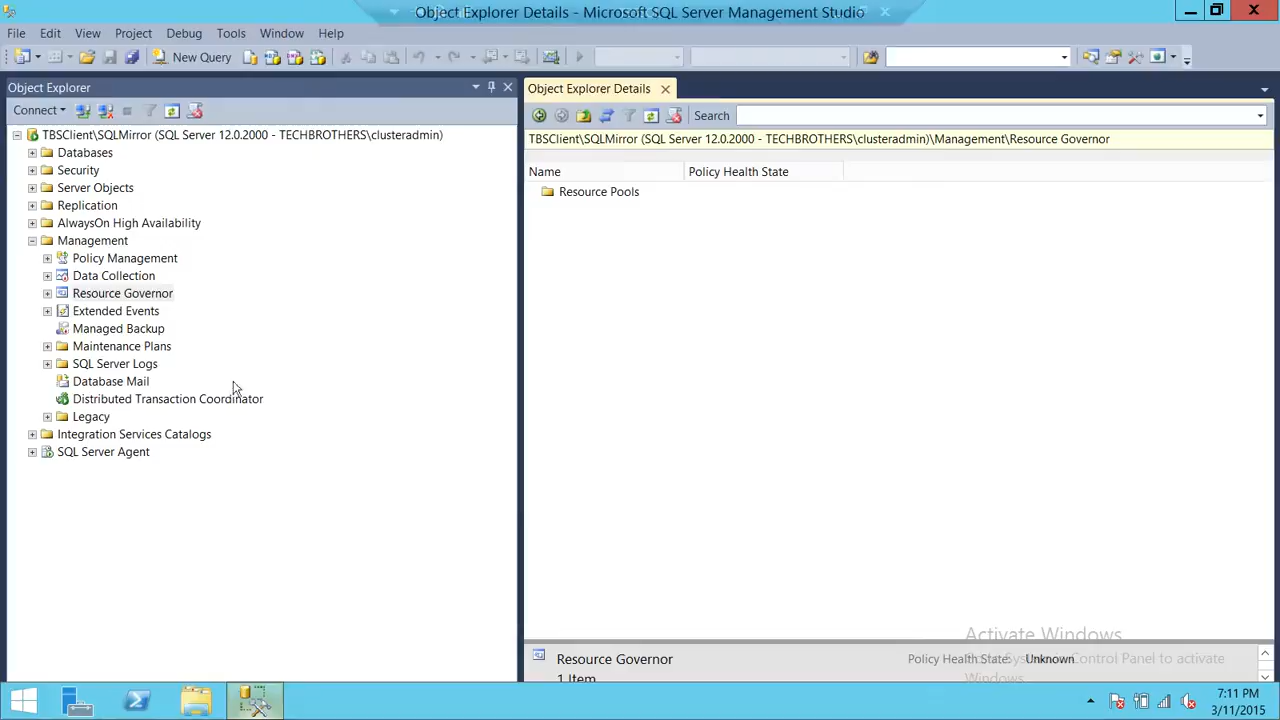 Object Explorer Details - Microsoft SQL Server Management Studio
File Edit View Project Debug Tools Window Help
New Query
Object Explorer
Object Explorer Details
Connect
Search
TBSClient\SQLMirror (SQL Server 12.0.2000 - TECHBROTHERS\clusteradmin)
TBSClient\SQLMirror (SQL Server 12.0.2000 - TECHBROTHERS\clusteradmin)\Management\Resource Governor
Databases
Security
Server Objects
Replication
AlwaysOn High Availability
Management
Policy Management
Data Collection
Resource Governor
Extended Events
Managed Backup
Maintenance Plans
SQL Server Logs
Database Mail
Distributed Transaction Coordinator
Legacy
Integration Services Catalogs
SQL Server Agent
Name Policy Health State
Resource Pools
Activate Windows
Resource Governor
Policy Health State: Unknown
Control Panel to activate
Windows.
1 Item
7:11 PM
3/11/2015